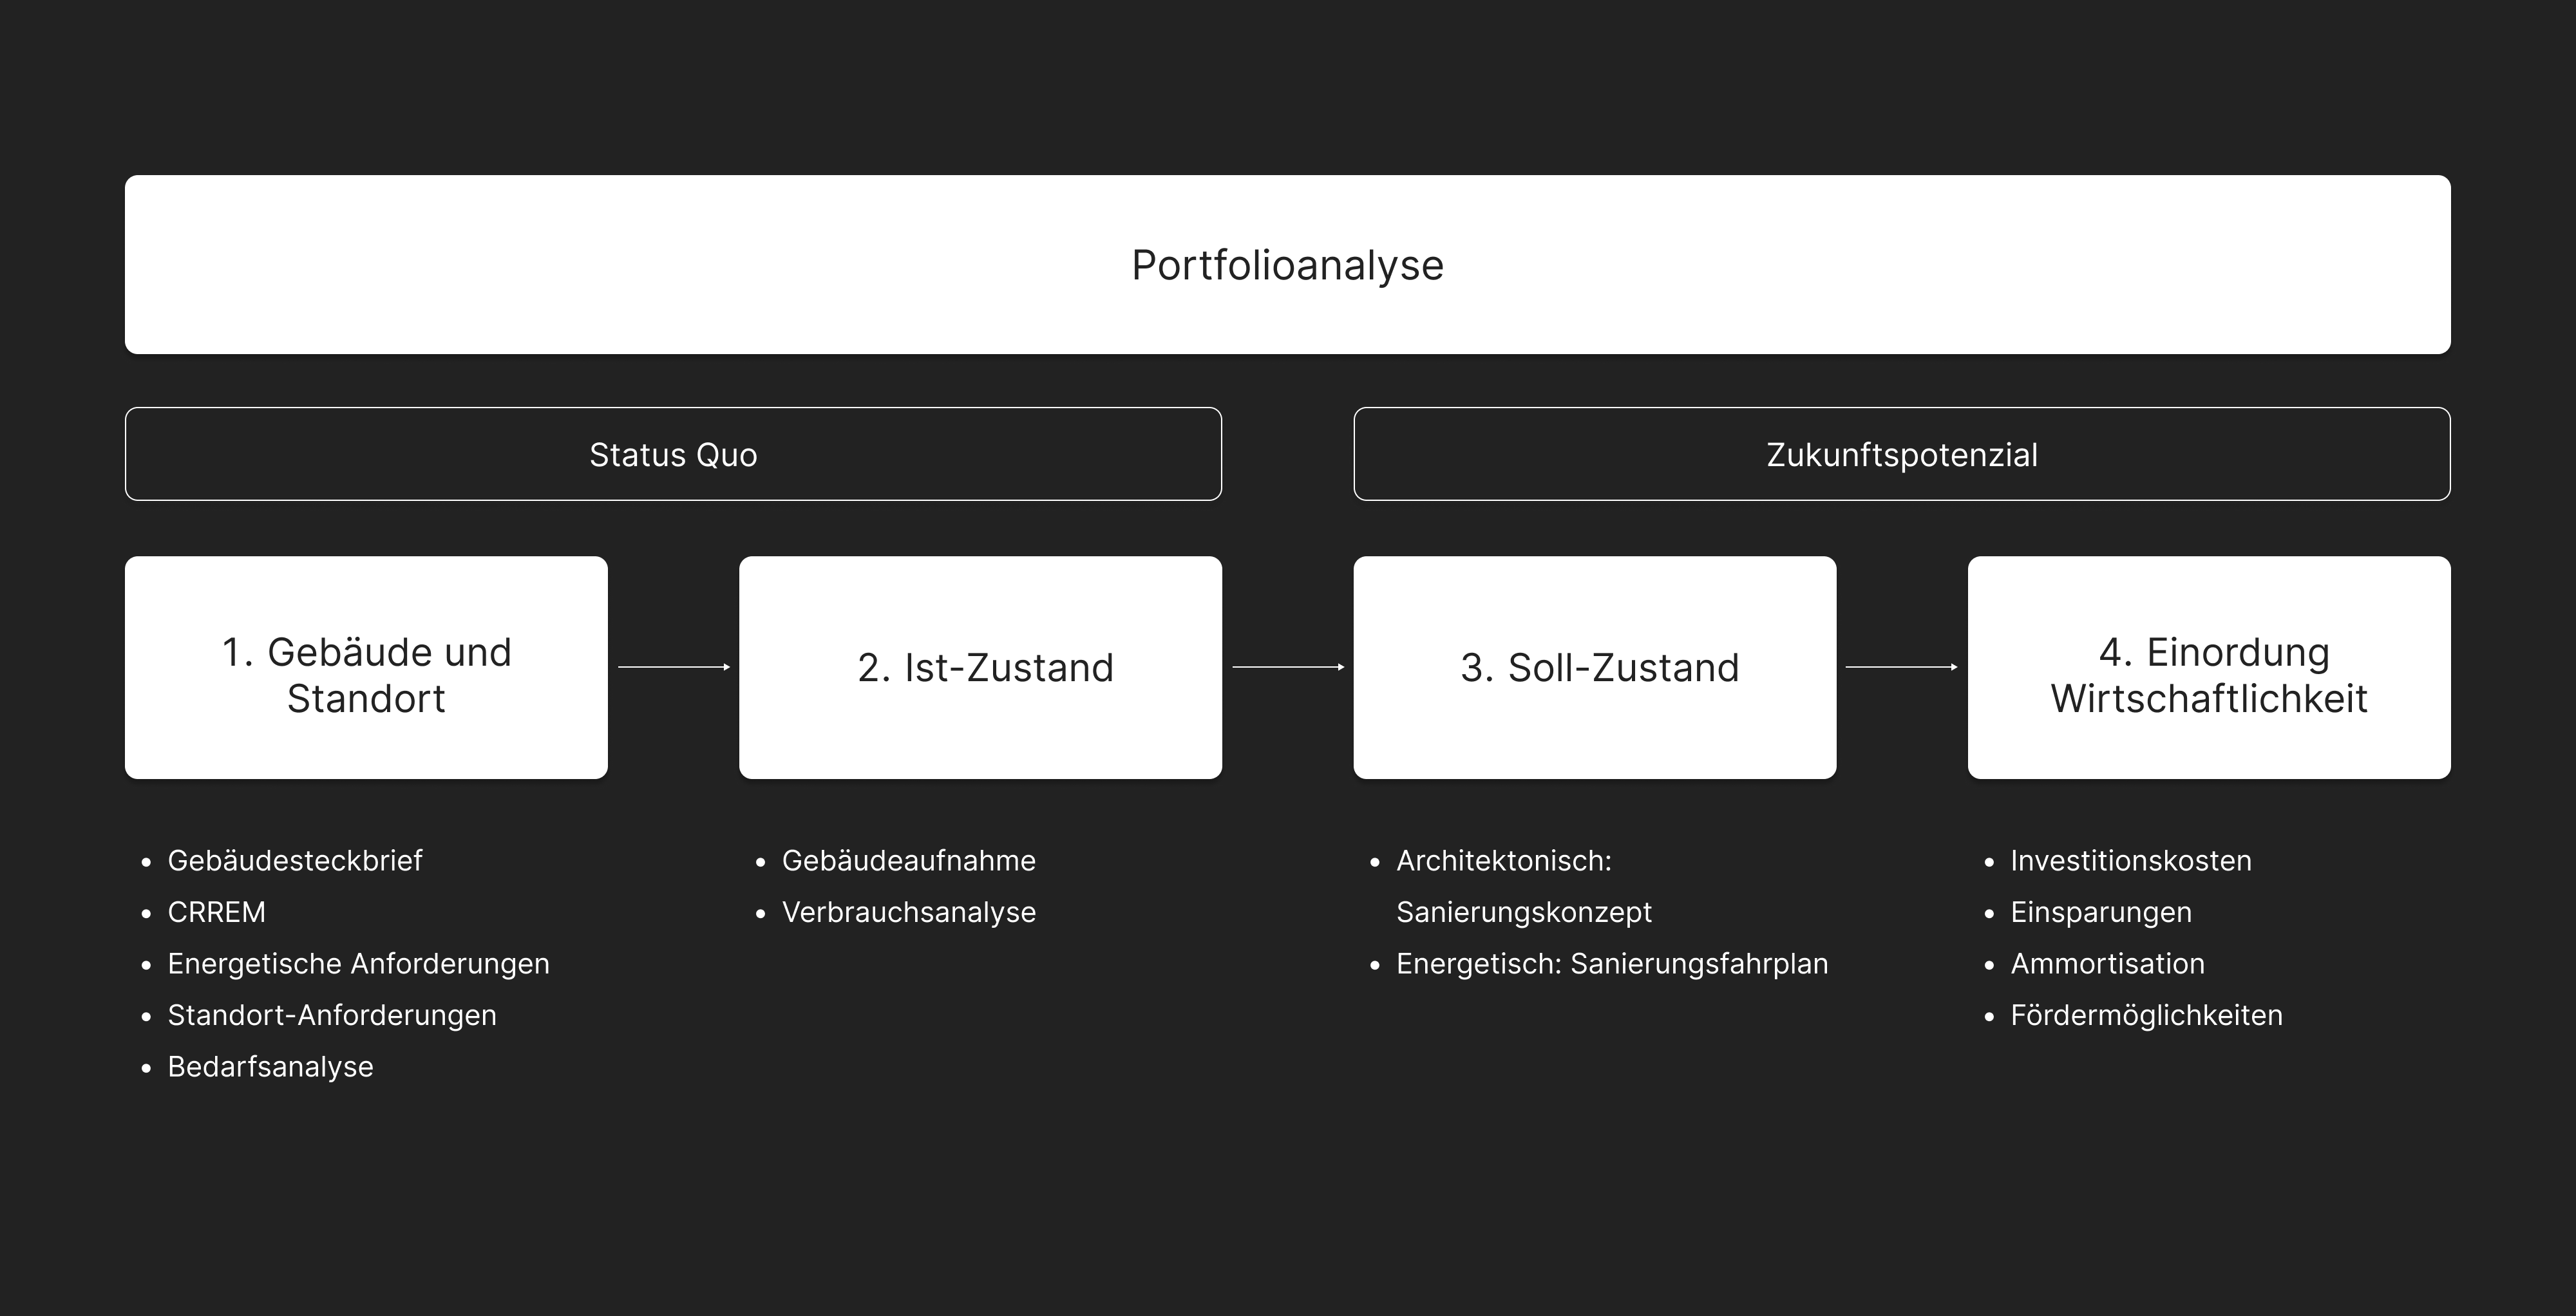 Portfolioanalyse
Status Quo
Zukunftspotenzial
1. Gebäude und
Standort
2. Ist-Zustand
3. Soll-Zustand
4. Einordung
Wirtschaftlichkeit
• Gebäudesteckbrief
• CRREM
• Energetische Anforderungen
• Standort-Anforderungen
• Bedarfsanalyse
• Gebäudeaufnahme
• Verbrauchsanalyse
• Architektonisch:
Sanierungskonzept
• Energetisch: Sanierungsfahrplan
• Investitionskosten
• Einsparungen
• Ammortisation
• Fördermöglichkeiten